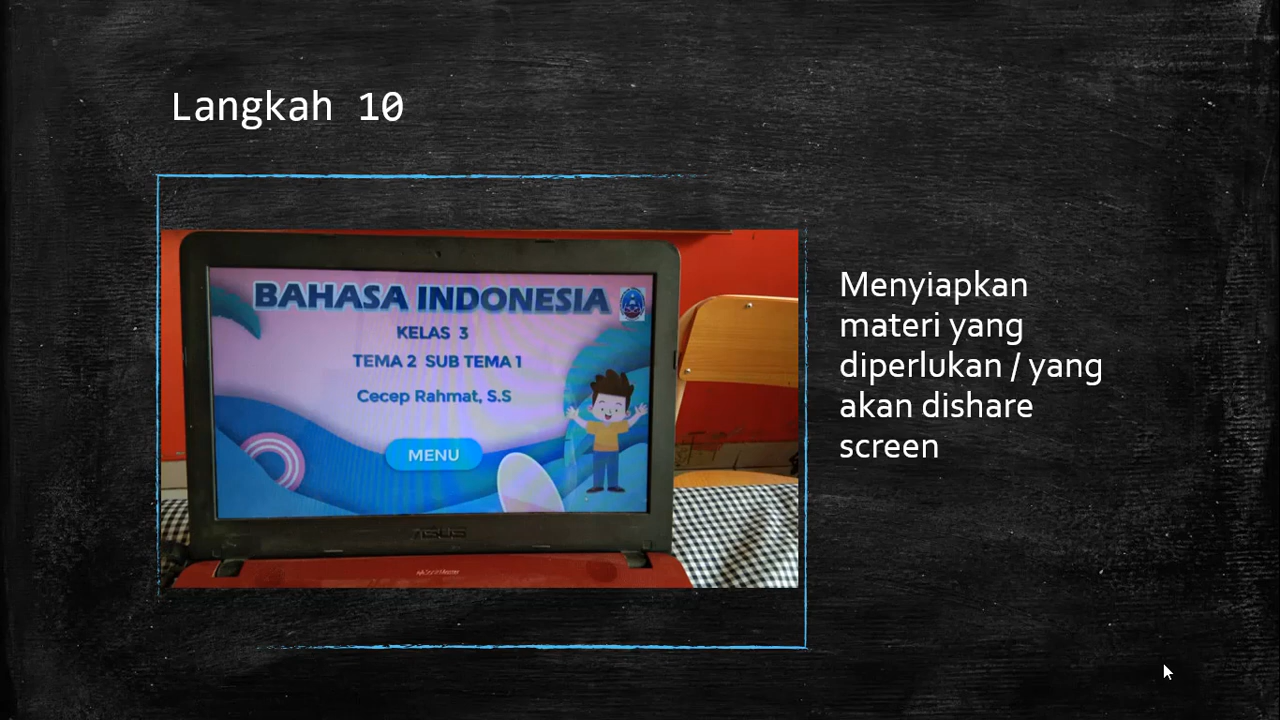 Langkah 10
BAHASA INDONESIA
KELAS 3
TEMA 2 SUB TEMA 1
Cecep Rahmat, S.S
MENU
ASUS
Menyiapkan
materi yang
diperlukan / yang
akan dishare
screen